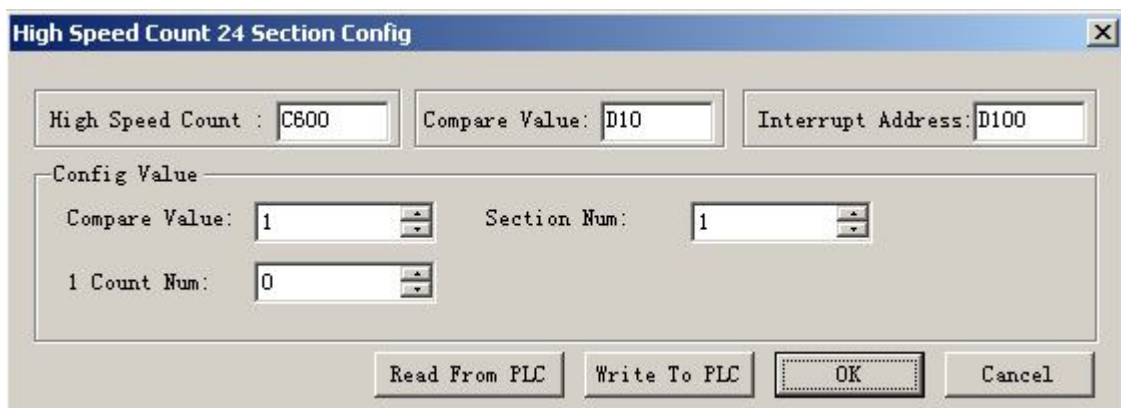 High Speed Count 24 Section Config
High Speed Count : C600 Compare Value: D10 Interrupt Address: D100
Config Value
Compare Value: 1 Section Num: 1
1 Count Num: 0
Read From PLC Write To PLC OK Cancel